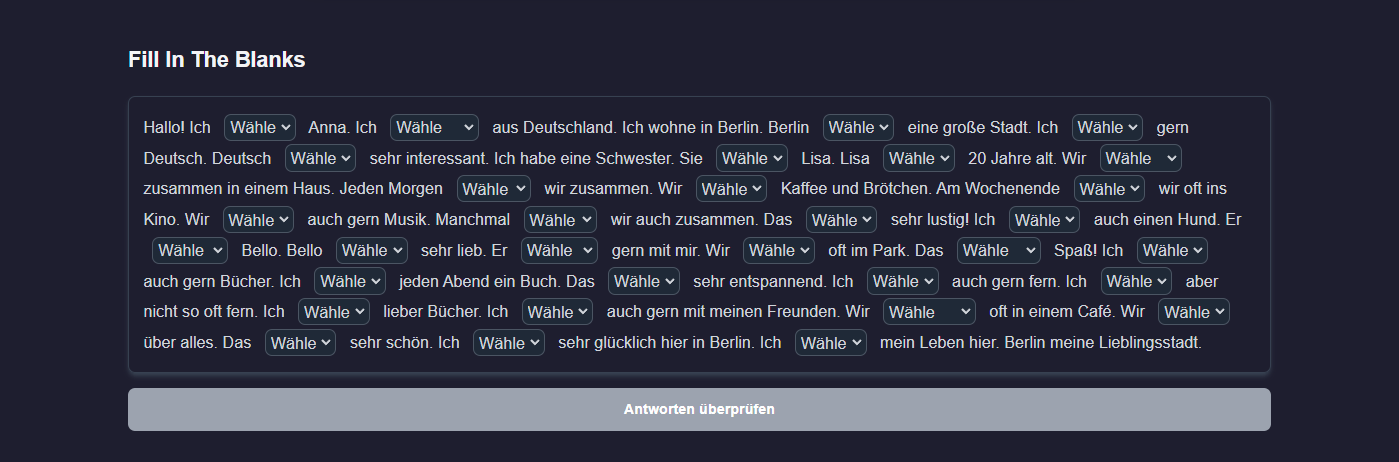 Fill In The Blanks
Hallo! Ich Wähle Anna. Ich Wähle aus Deutschland. Ich wohne in Berlin. Berlin Wähle eine große Stadt. Ich Wähle gern
Deutsch. Deutsch Wähle sehr interessant. Ich habe eine Schwester. Sie Wähle Lisa. Lisa Wähle 20 Jahre alt. Wir Wähle
zusammen in einem Haus. Jeden Morgen Wähle wir zusammen. Wir Wähle Kaffee und Brötchen. Am Wochenende Wähle wir oft ins
Kino. Wir Wähle auch gern Musik. Manchmal Wähle wir auch zusammen. Das Wähle sehr lustig! Ich Wähle auch einen Hund. Er
Wähle Bello. Bello Wähle sehr lieb. Er Wähle gern mit mir. Wir Wähle oft im Park. Das Wähle Spaß! Ich Wähle
auch gern Bücher. Ich Wähle jeden Abend ein Buch. Das Wähle sehr entspannend. Ich Wähle auch gern fern. Ich Wähle aber
nicht so oft fern. Ich Wähle lieber Bücher. Ich Wähle auch gern mit meinen Freunden. Wir Wähle oft in einem Café. Wir Wähle
über alles. Das Wähle sehr schön. Ich Wähle sehr glücklich hier in Berlin. Ich Wähle mein Leben hier. Berlin meine Lieblingsstadt.
Antworten überprüfen